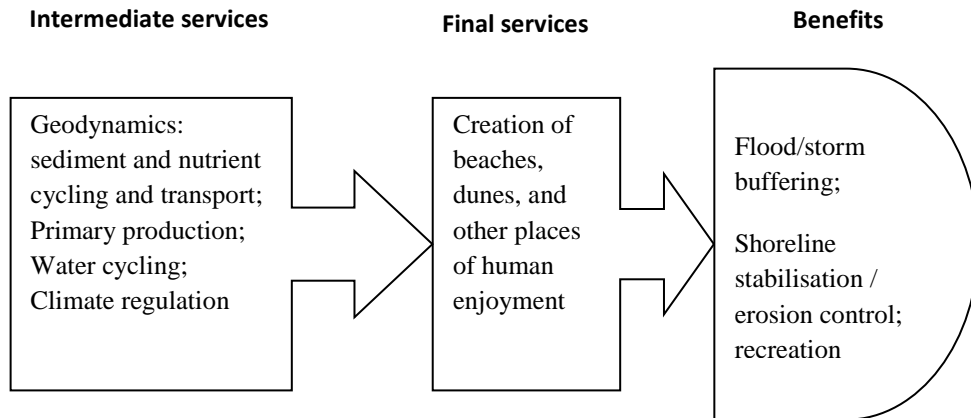 Intermediate services
Final services
Benefits
Geodynamics:
sediment and nutrient
cycling and transport;
Primary production;
Water cycling;
Climate regulation
Creation of
beaches,
dunes, and
other places
of human
enjoyment
Flood/storm
buffering;
Shoreline
stabilisation /
erosion control;
recreation